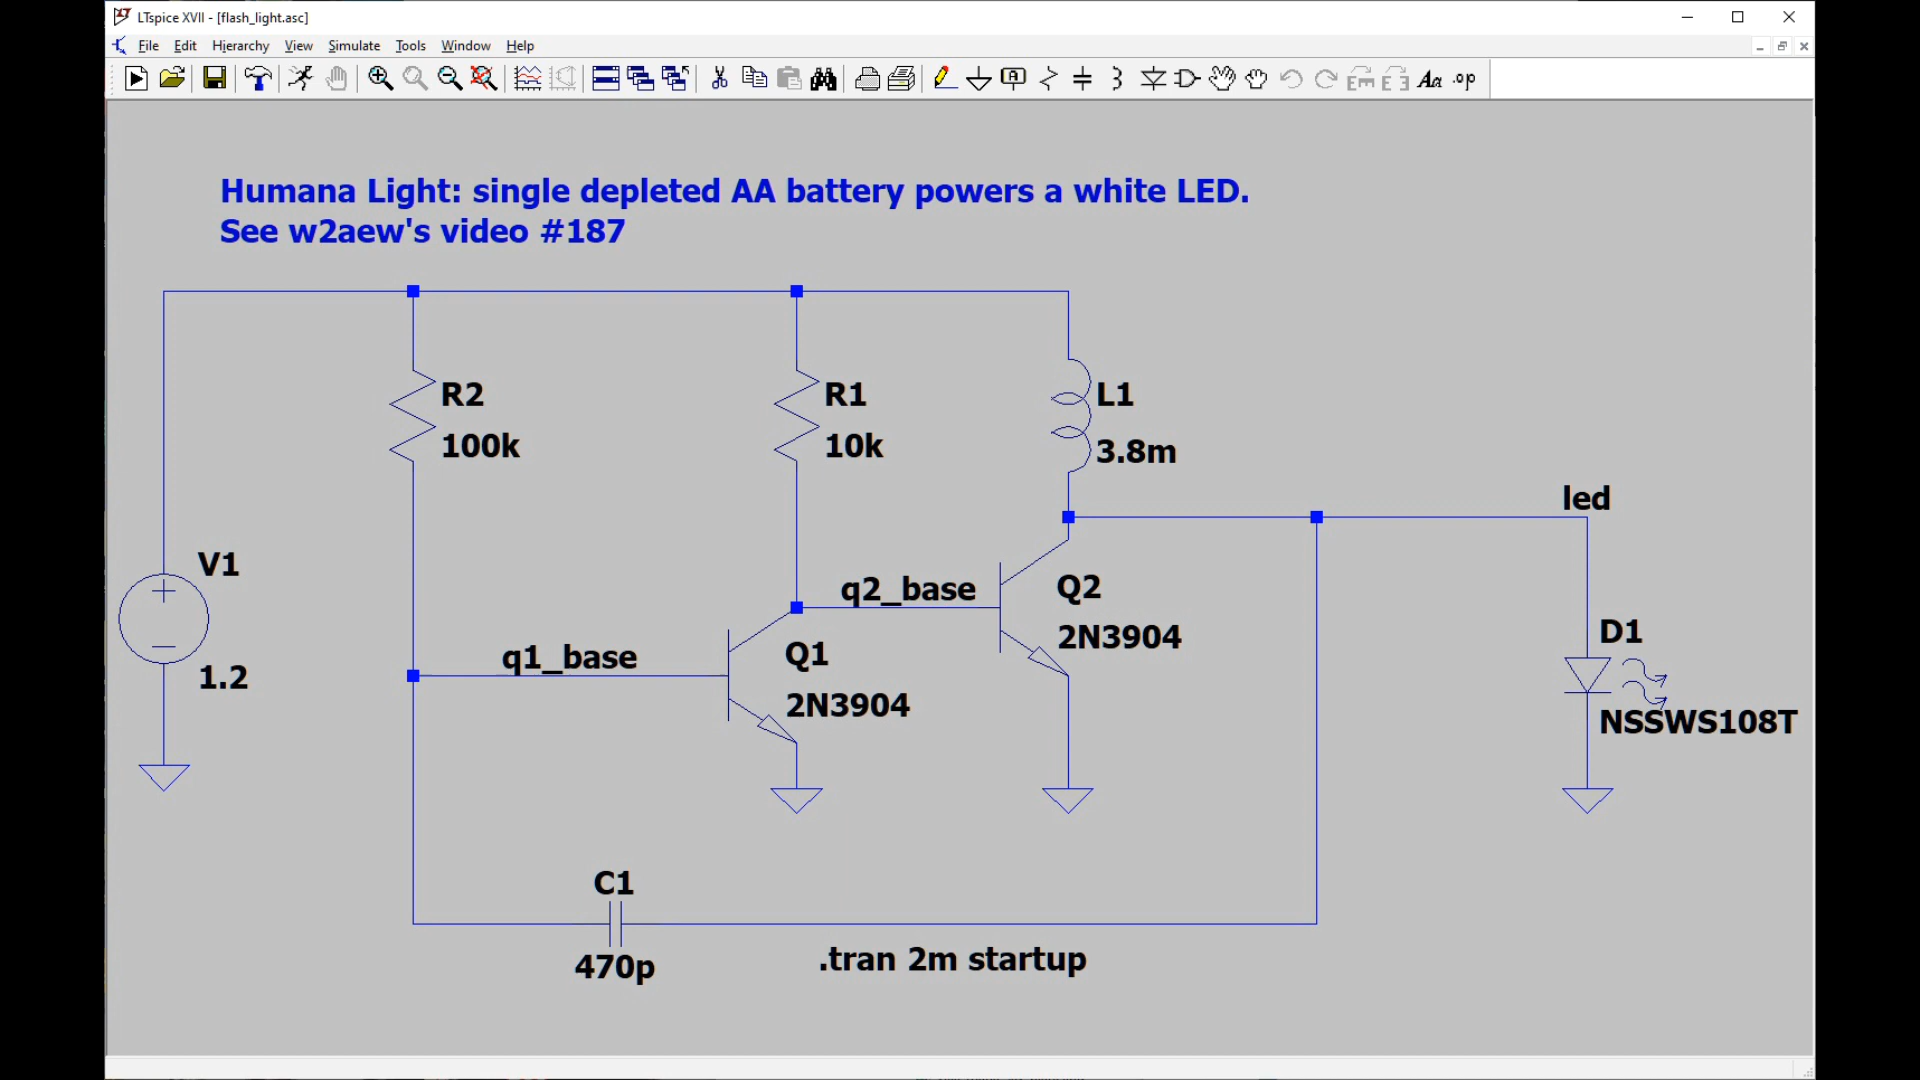 LTspice XVII - [flash_light.asc]
File Edit Hierarchy View Simulate Tools Window Help
Humana Light: single depleted AA battery powers a white LED.
See w2aew's video #187
R2
100k
R1
10k
L1
3.8m
led
V1
1.2
q1_base
q2_base
Q1
2N3904
Q2
2N3904
D1
NSSWS108T
C1
470p
.tran 2m startup